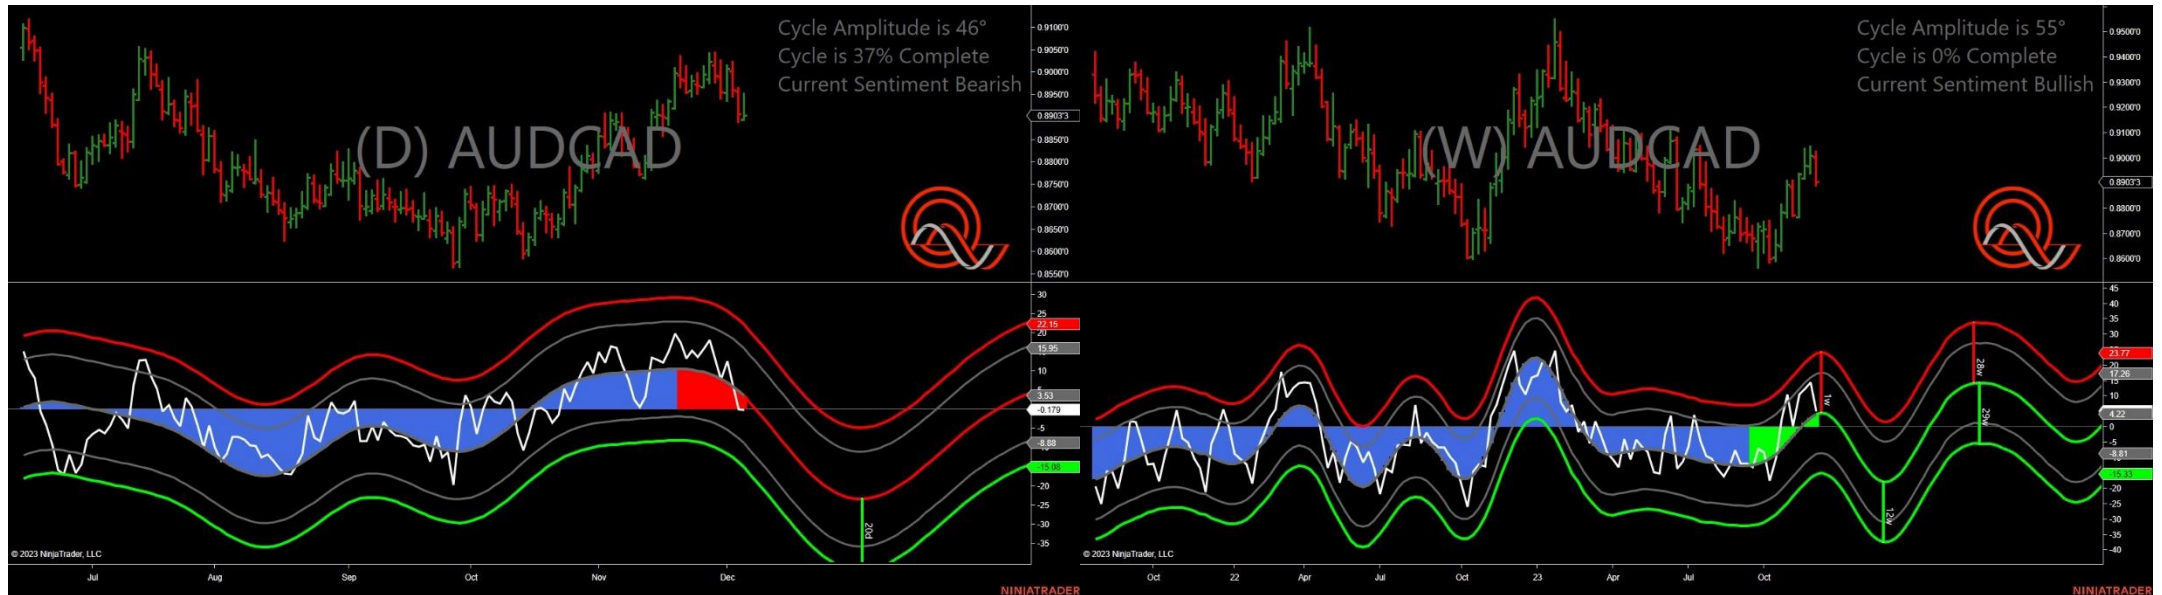 Cycle Amplitude is 46°
Cycle is 37% Complete
Current Sentiment Bearish
(D) AUDCAD
0.9100'0
0.9050'0
0.9000'0
0.8950'0
0.8903'3
0.8850'0
0.8800'0
0.8750'0
0.8700'0
0.8650'0
0.8600'0
0.8550'0
30
25
22.15
20
15.95
10
5
3.53
-0.179
-5
-8.88
-15.08
-20
-25
-30
-35
20d
© 2023 NinjaTrader, LLC
Jul Aug Sep Oct Nov Dec
NINJATRADER
Cycle Amplitude is 55°
Cycle is 0% Complete
Current Sentiment Bullish
(W) AUDCAD
0.9500'0
0.9400'0
0.9300'0
0.9200'0
0.9100'0
0.9000'0
0.8903'3
0.8800'0
0.8700'0
0.8600'0
45
40
35
30
23.77
17.26
15
10
4.22
0
-5
-8.81
-15.33
-20
-25
-30
-35
-40
1w
28w
29w
12w
© 2023 NinjaTrader, LLC
Oct 22 Apr Jul Oct 23 Apr Jul Oct
NINJATRADER